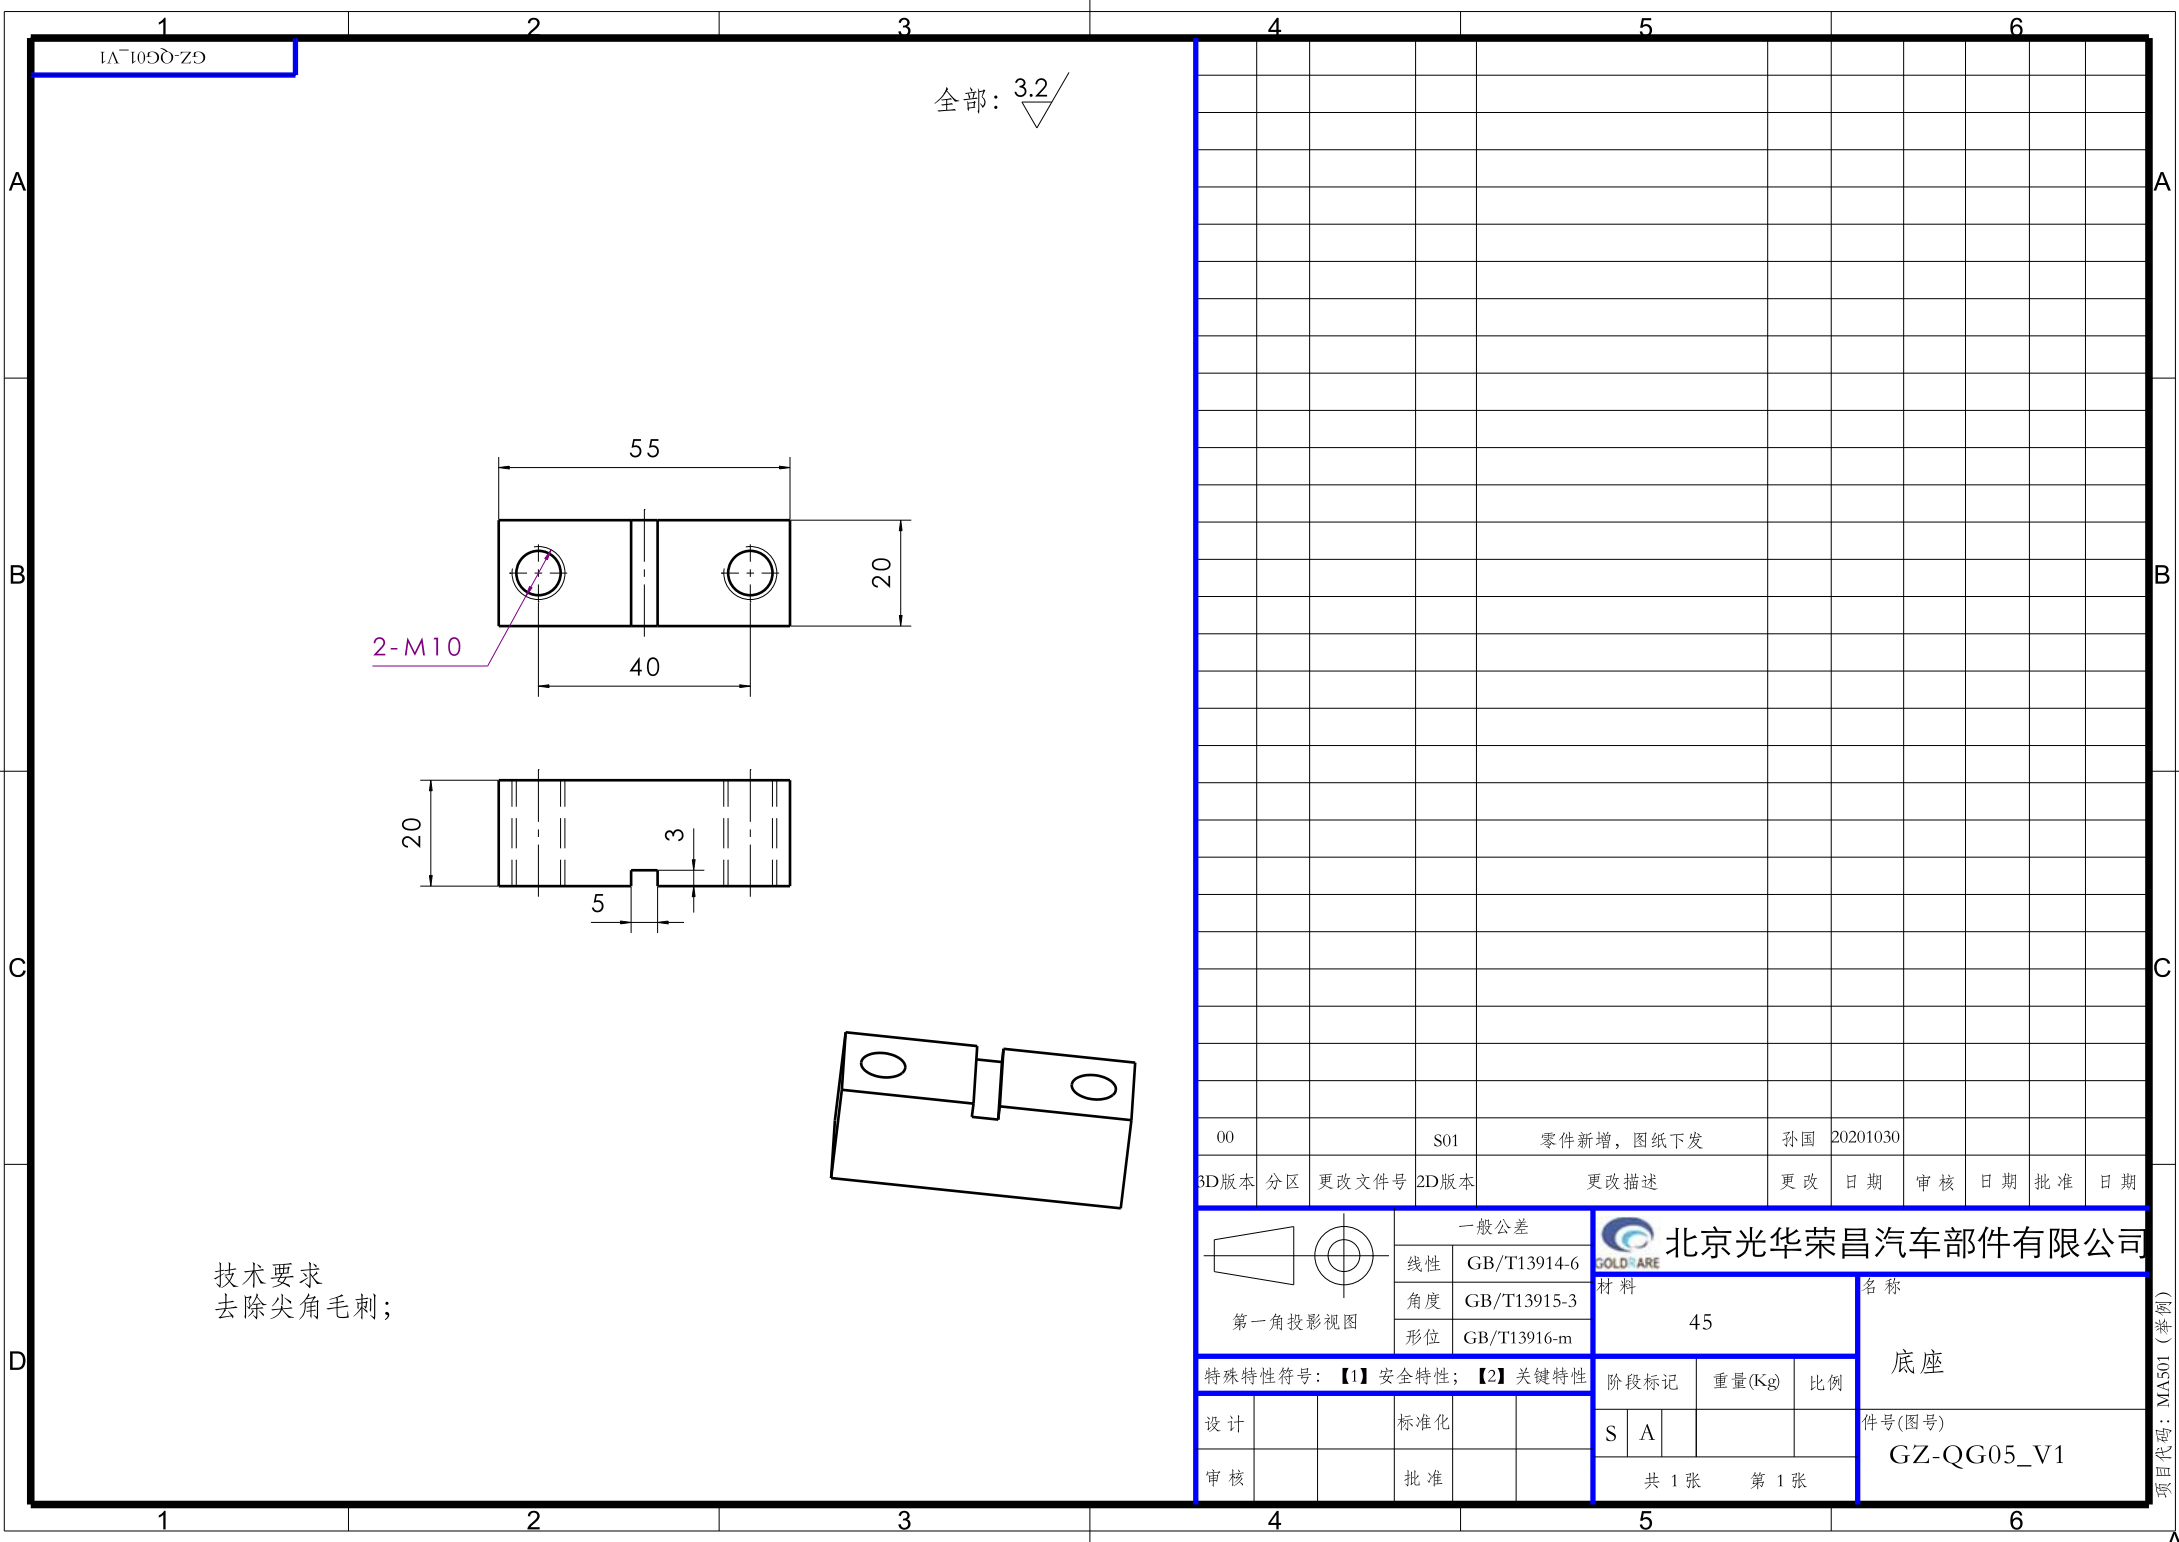 1 2 3 4 5 6
GZ-QG01_V1
全部： 3.2
A A
B B
C C
D
55
20
2-M10
40
20
3
5
技术要求
去除尖角毛刺；
00 S01 零件新增，图纸下发 孙国 20201030
3D版本 分区 更改文件号 2D版本 更改描述 更改 日期 审核 日期 批准 日期
第一角投影视图
一般公差
线性 GB/T13914-6
角度 GB/T13915-3
形位 GB/T13916-m
GOLDRARE
北京光华荣昌汽车部件有限公司
材料
45
名称
底座
特殊特性符号：【1】安全特性；【2】关键特性
阶段标记 重量(Kg) 比例
S A
共 1 张 第 1 张
件号(图号)
GZ-QG05_V1
设计 标准化
审核 批准
项目代码：MA501（举例）
1 2 3 4 5 6
A